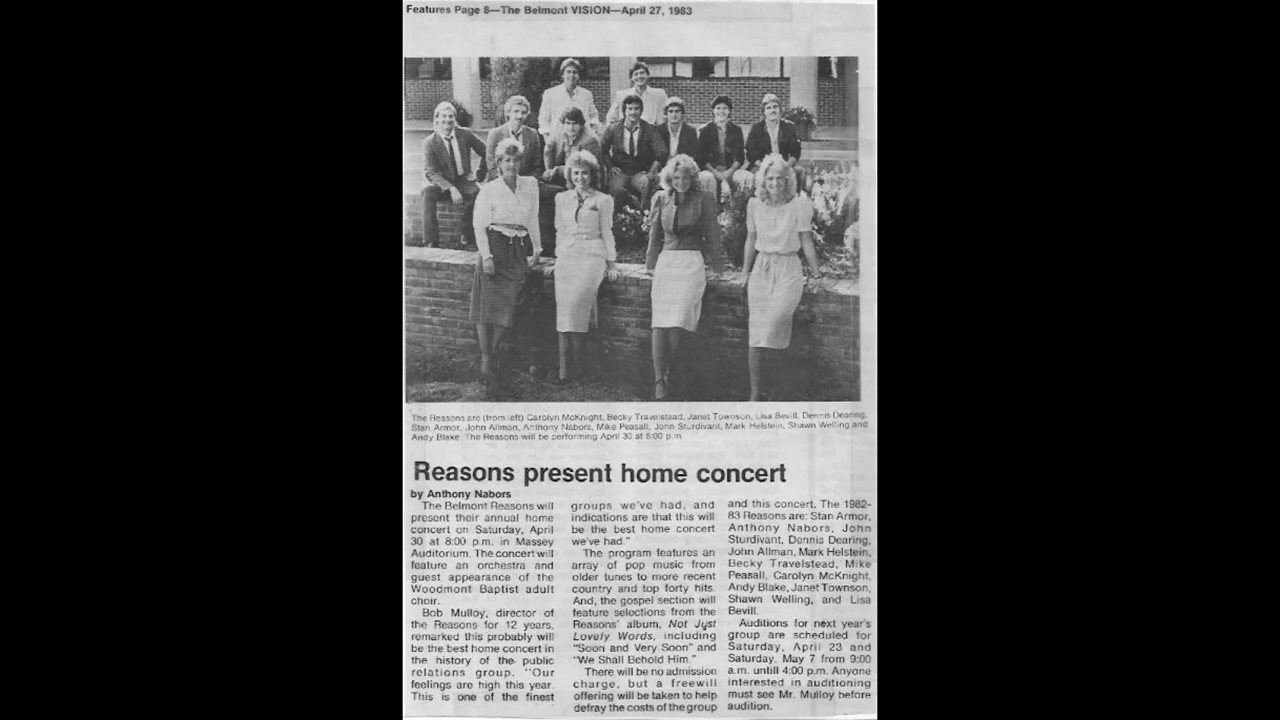 Features Page 8—The Belmont VISION—April 27, 1983
The Reasons are (from left) Carolyn McKnight, Becky Travelstead, Janet Townson, Lisa Bevill, Dennis Dearing,
Stan Armor, John Allman, Anthony Nabors, Mike Peasall, John Sturdivant, Mark Helstein, Shawn Welling and
Andy Blake. The Reasons will be performing April 30 at 8:00 p.m.
Reasons present home concert
by Anthony Nabors
The Belmont Reasons will
present their annual home
concert on Saturday, April
30 at 8:00 p.m. in Massey
Auditorium. The concert will
feature an orchestra and
guest appearance of the
Woodmont Baptist adult
choir.
Bob Mulloy, director of
the Reasons for 12 years,
remarked this probably will
be the best home concert in
the history of the public
relations group. "Our
feelings are high this year.
This is one of the finest
groups we've had, and
indications are that this will
be the best home concert
we've had."
The program features an
array of pop music from
older tunes to more recent
country and top forty hits.
And, the gospel section will
feature selections from the
Reasons' album, Not Just
Lovely Words, including
"Soon and Very Soon" and
"We Shall Behold Him."
There will be no admission
charge, but a freewill
offering will be taken to help
defray the costs of the group
and this concert. The 1982-
83 Reasons are: Stan Armor,
Anthony Nabors, John
Sturdivant, Dennis Dearing,
John Allman, Mark Helstein,
Becky Travelstead, Mike
Peasall, Carolyn McKnight,
Andy Blake, Janet Townson,
Shawn Welling, and Lisa
Bevill.
Auditions for next year's
group are scheduled for
Saturday, April 23 and
Saturday, May 7 from 9:00
a.m. untill 4:00 p.m. Anyone
interested in auditioning
must see Mr. Mulloy before
audition.